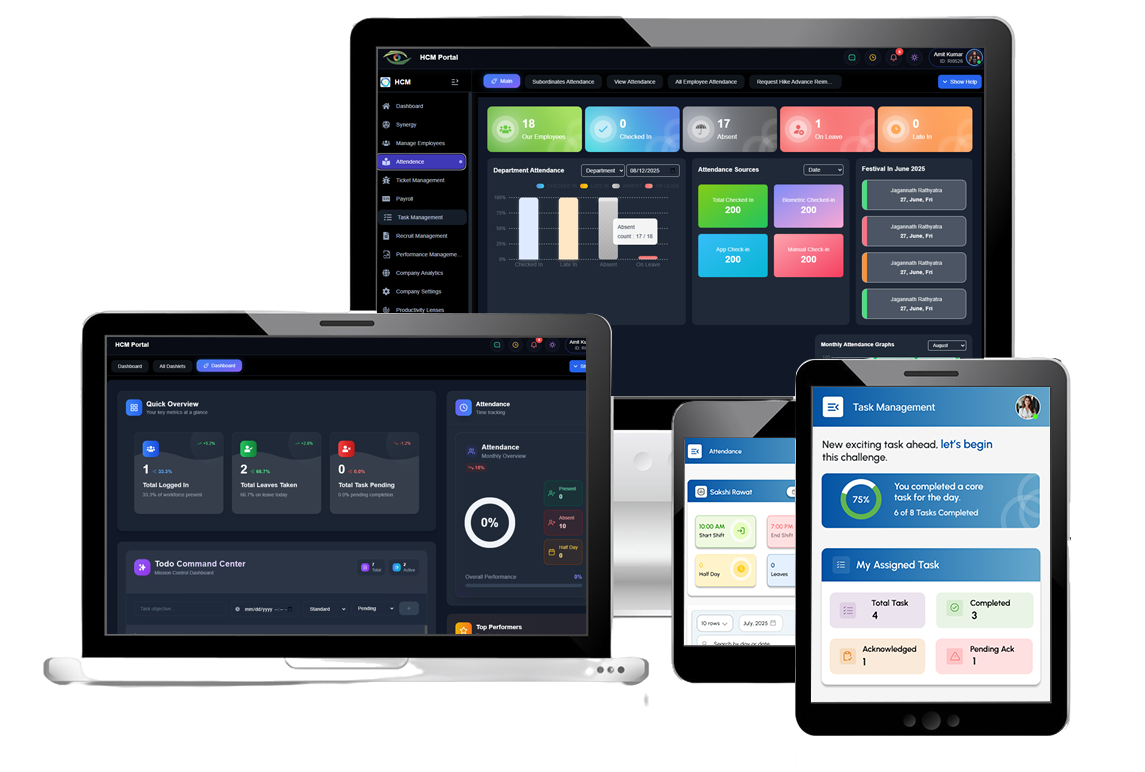 HCM Portal
5
Amit Kumar
ID: RI0526
HCM
Main
Subordinates Attendance
View Attendance
All Employee Attendance
Request Hike Advance Reim...
Show Help
Dashboard
Synergy
Manage Employees
Attendence
Ticket Management
Payroll
Task Management
Recruit Management
Performance Manageme...
Company Analytics
Company Settings
Productivity Lenses
18
Our Employees
0
Checked In
17
Absent
1
On Leave
0
Late In
Department Attendance
Department
08/12/2025
100%
75%
50%
25%
0%
Checked In
Late In
Absent
On Leave
Absent
count : 17 / 18
Attendance Sources
Date
Total Checked In
200
Biometric Checked-in
200
App Check-in
200
Manual Check-in
200
Festival In June 2025
Jagannath Rathyatra
27, June, Fri
Jagannath Rathyatra
27, June, Fri
Jagannath Rathyatra
27, June, Fri
Jagannath Rathyatra
27, June, Fri
Monthly Attendance Graphs
August
HCM Portal
Amit K
Dashboard
All Dashlets
Dashboard
Quick Overview
Your key metrics at a glance
1
33.3%
Total Logged In
33.3% of workforce present
2
66.7%
Total Leaves Taken
66.7% on leave today
0
0.0%
Total Task Pending
0.0% pending completion
Attendance
Time tracking
Attendance
Monthly Overview
0%
Present
0
Absent
10
Half Day
0
Overall Performance
0%
Todo Command Center
Mission Control Dashboard
7
Total
2
Active
Task objective
mm/dd/yyyy --:-- --
Standard
Pending
+
Top Performers
Attendance
Sakshi Rawat
10:00 AM
Start Shift
7:00 PM
End Shift
0
Half Day
0
Leaves
10 rows
July, 2025
Search by day or date
Task Management
New exciting task ahead, let's begin
this challenge.
75%
You completed a core
task for the day.
6 of 8 Tasks Completed
My Assigned Task
Total Task
4
Completed
3
Acknowledged
1
Pending Ack
1